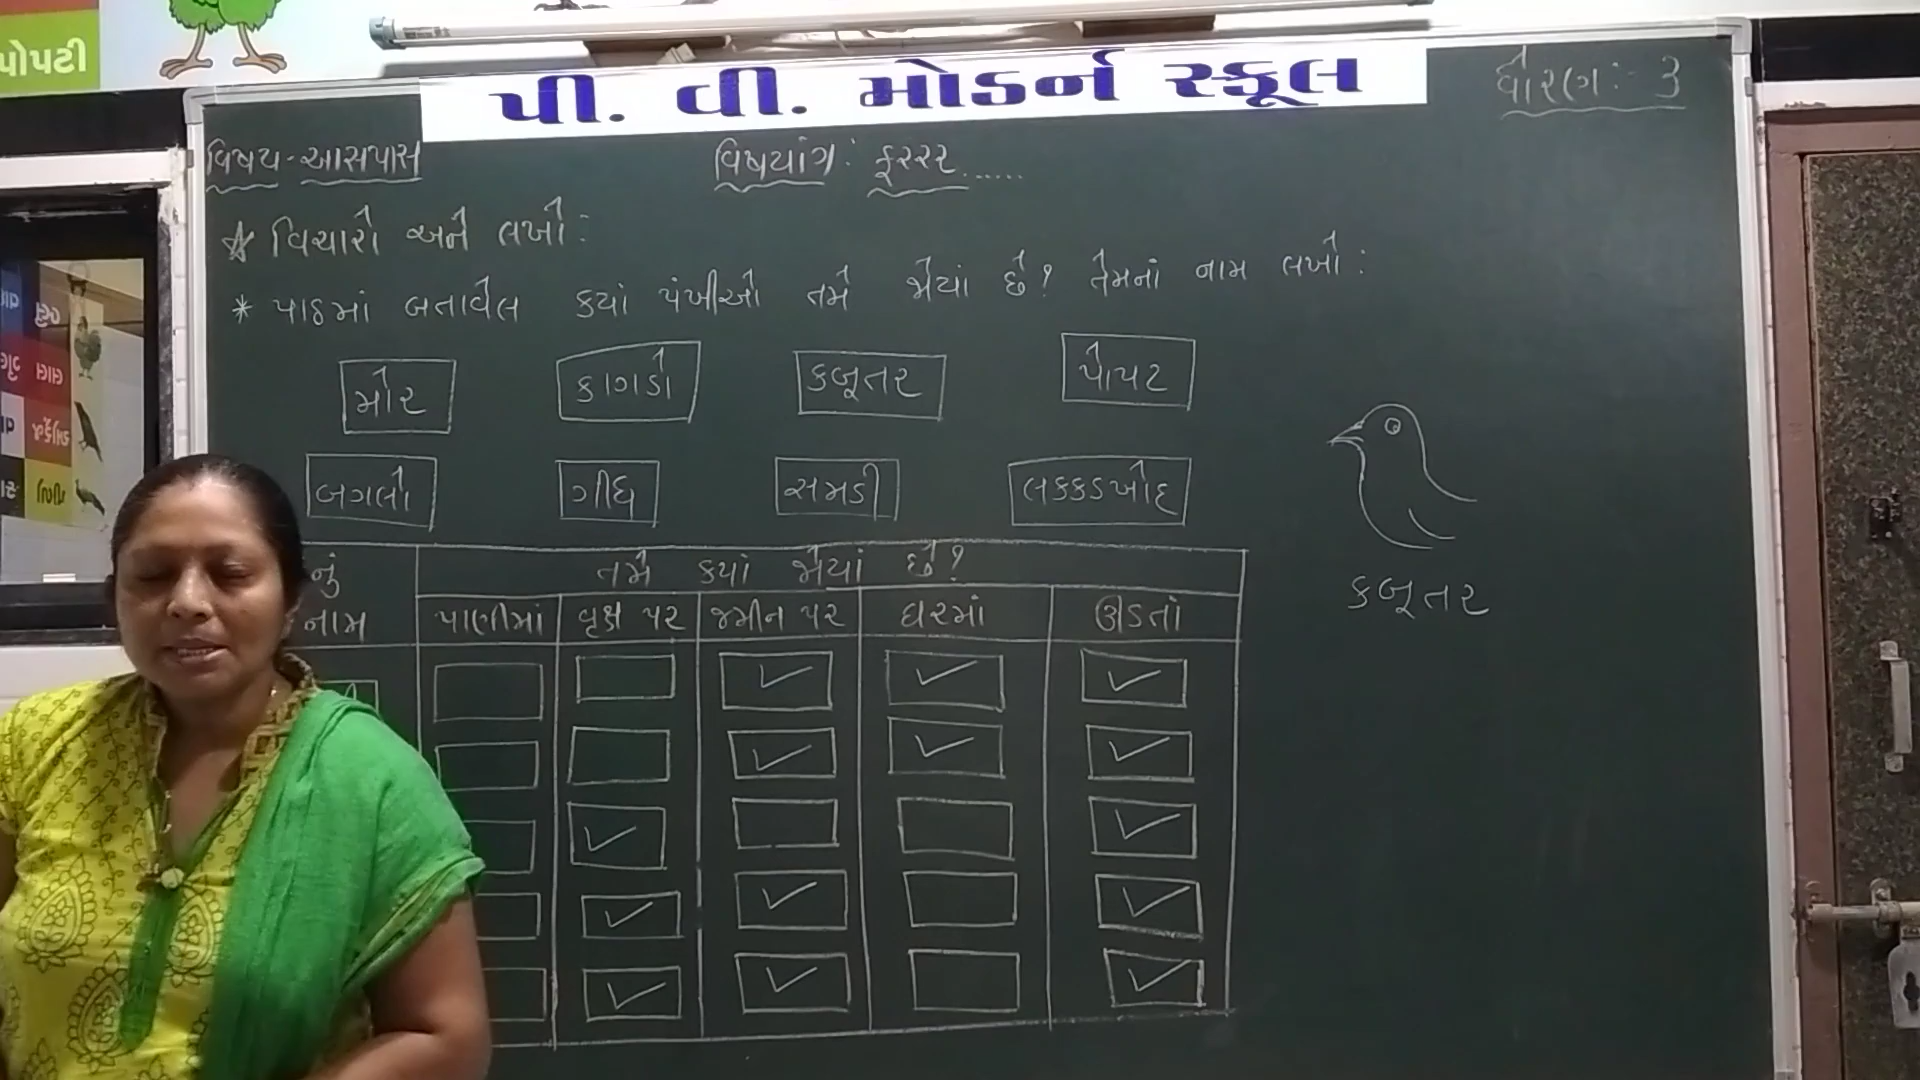 પોપટી
પી. વી. મોડર્ન સ્કૂલ
ધોરણ:- 3
વિષય - આસપાસ
વિષયાંગ: ફૂરરર......
☆ વિચારો અને લખો:
* પાઠમાં બતાવેલ કયાં પંખીઓ તમે જોયાં છે? તેમનાં નામ લખો:
મોર કાગડો કબૂતર પોપટ
બગલો ગીધ સમડી લક્કડખોદ
કબૂતર
નું તમે કયાં જોયાં છે?
નામ પાણીમાં વૃક્ષ પર જમીન પર ઘરમાં ઊડતાં
✓ ✓ ✓
✓ ✓ ✓
✓ ✓
✓ ✓ ✓
✓ ✓ ✓